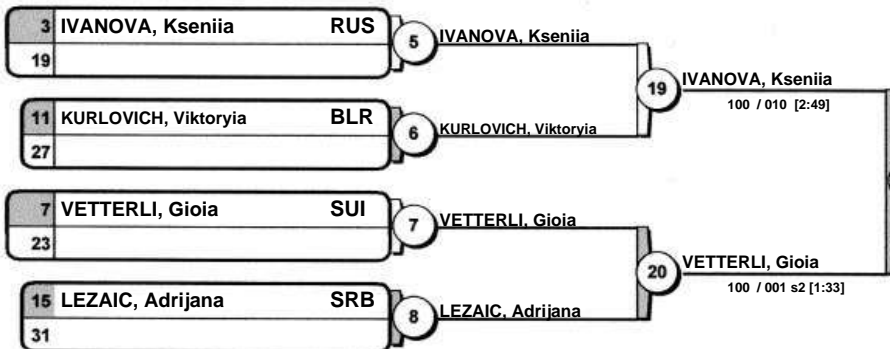 3 IVANOVA, Kseniia RUS
19
11 KURLOVICH, Viktoryia BLR
27
7 VETTERLI, Gioia SUI
23
15 LEZAIC, Adrijana SRB
31
5 IVANOVA, Kseniia
6 KURLOVICH, Viktoryia
7 VETTERLI, Gioia
8 LEZAIC, Adrijana
19 IVANOVA, Kseniia
100 / 010 [2:49]
20 VETTERLI, Gioia
100 / 001 s2 [1:33]